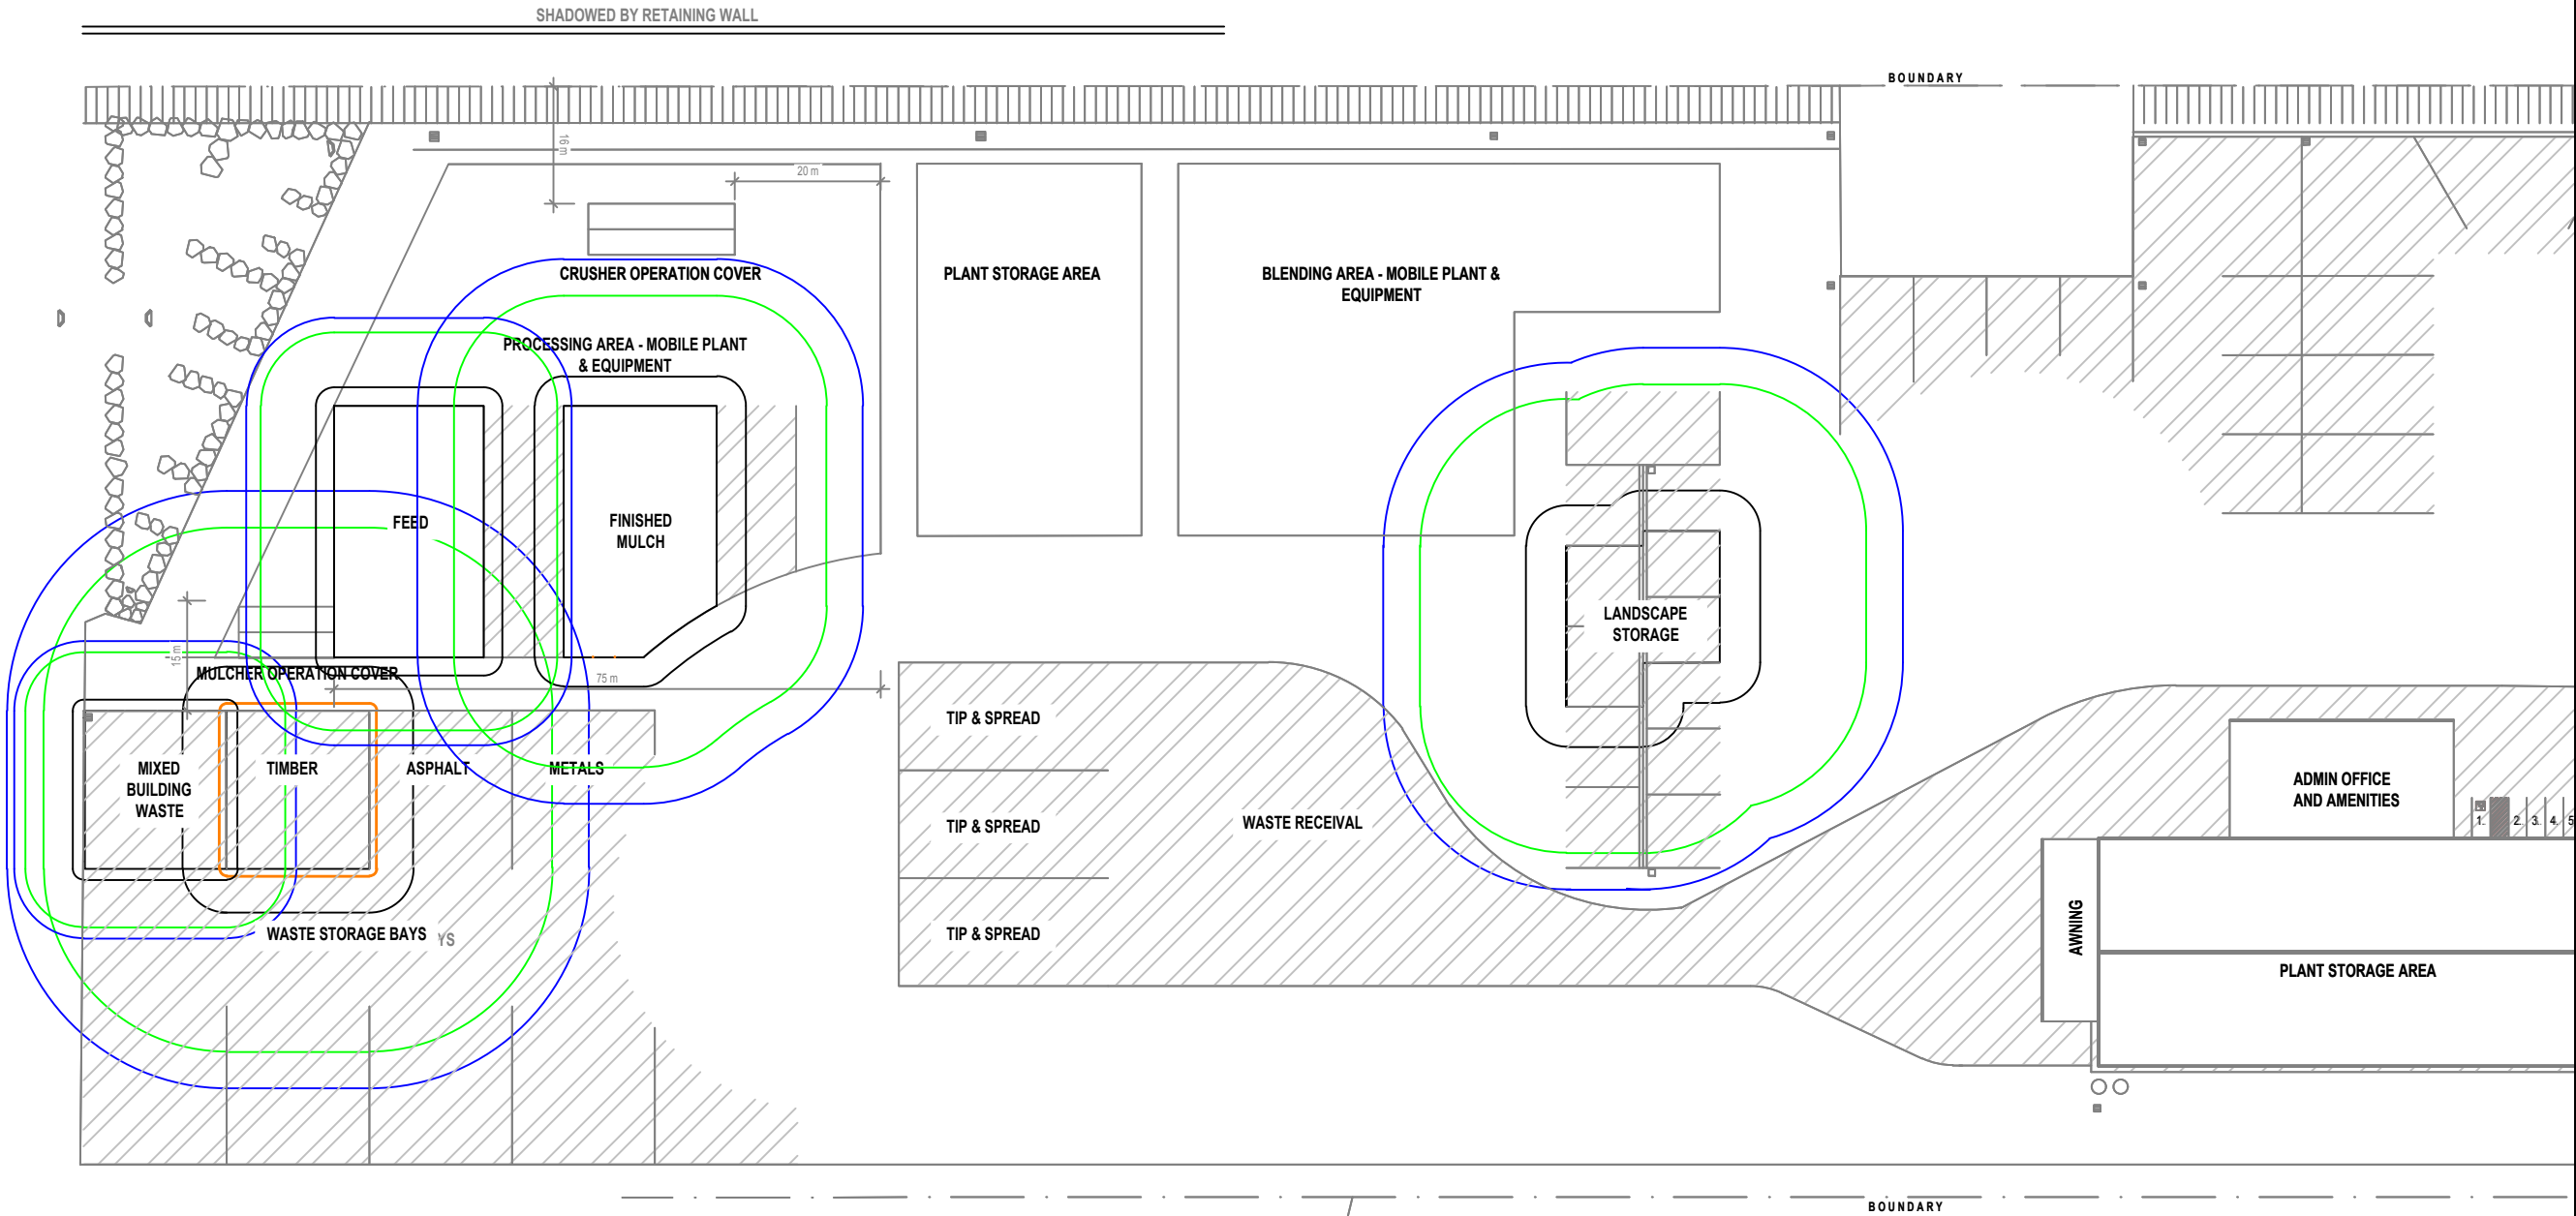 SHADOWED BY RETAINING WALL
BOUNDARY
16 m
20 m
CRUSHER OPERATION COVER
PLANT STORAGE AREA
BLENDING AREA - MOBILE PLANT &
EQUIPMENT
PROCESSING AREA - MOBILE PLANT
& EQUIPMENT
FEED
FINISHED
MULCH
LANDSCAPE
STORAGE
15 m
MULCHER OPERATION COVER
75 m
TIP & SPREAD
MIXED
BUILDING
WASTE
TIMBER
ASPHALT
METALS
ADMIN OFFICE
AND AMENITIES
TIP & SPREAD
WASTE RECEIVAL
1.
2.
3.
4.
5
WASTE STORAGE BAYS
YS
TIP & SPREAD
AWNING
PLANT STORAGE AREA
BOUNDARY